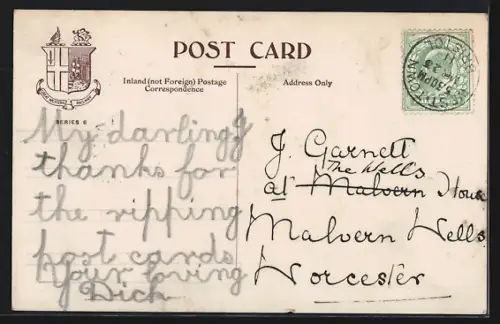 POST CARD
Inland (not Foreign) Postage
Correspondence
Address Only
SERIES 6
My darling J
thanks for
the ripping
post cards
Your loving
Dick
J. Garnett
The Wells
at Malvern House
Malvern Wells
Worcester